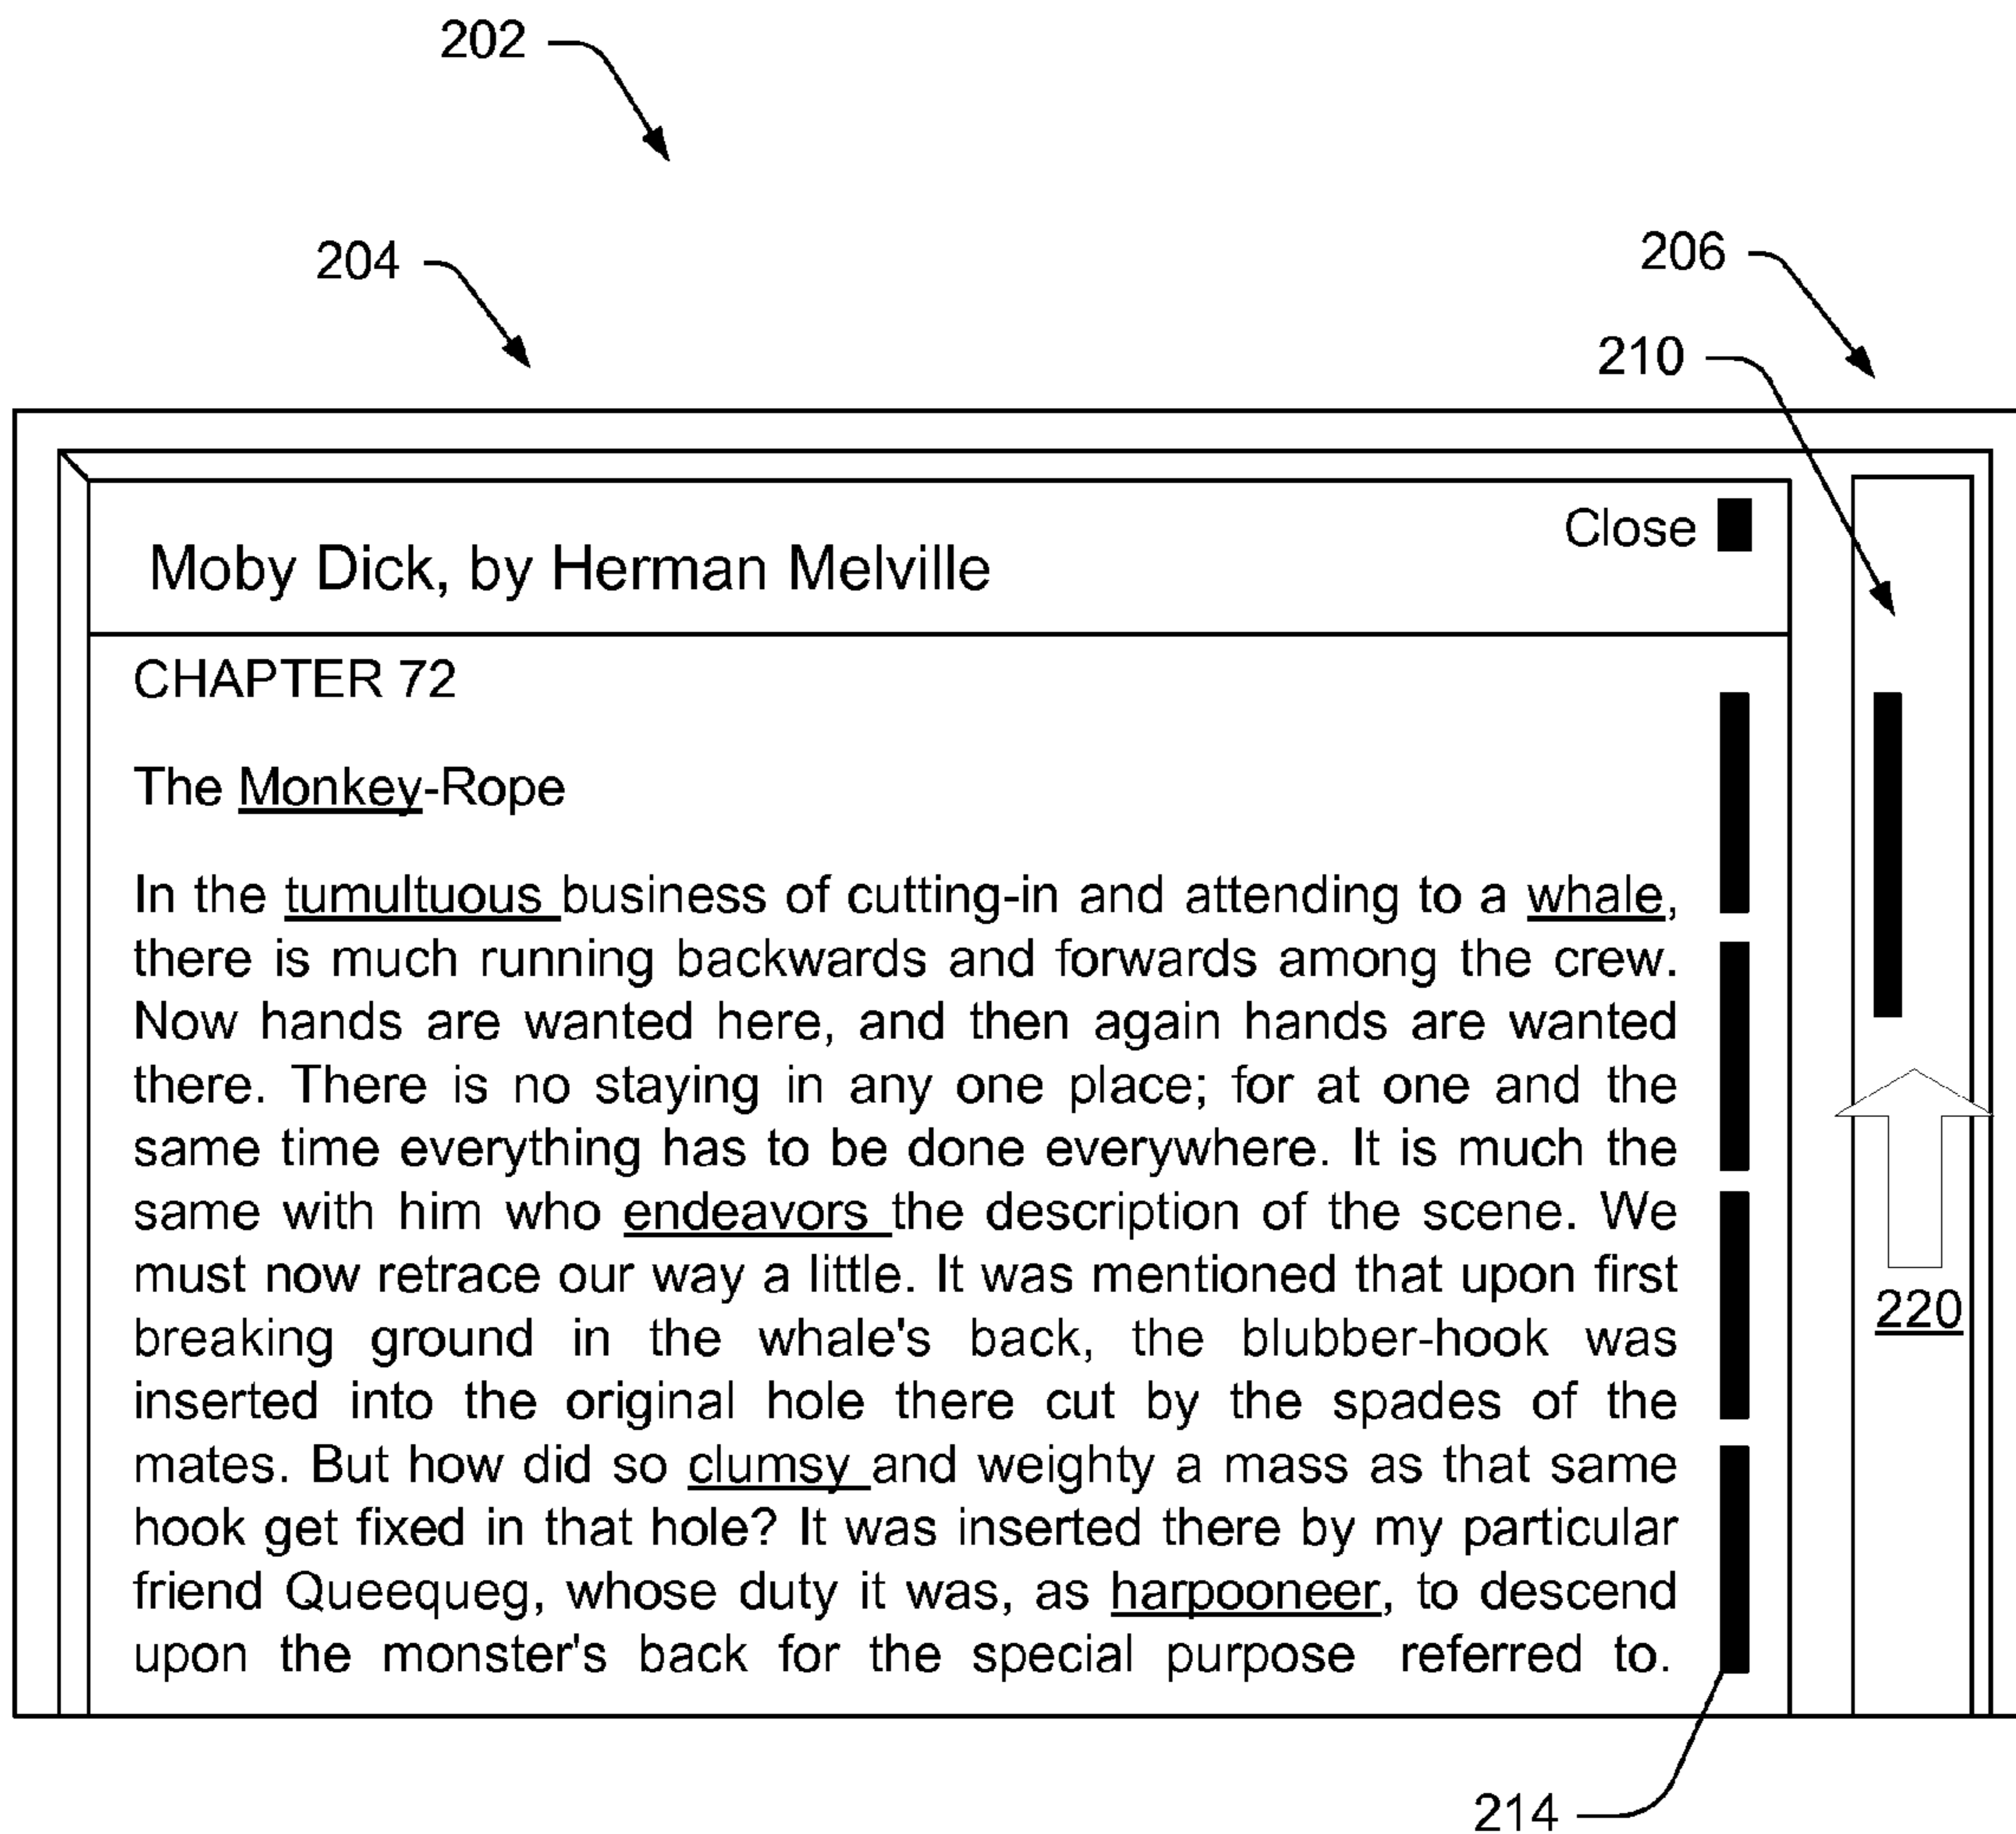 202
204
206
210
Close
Moby Dick, by Herman Melville
CHAPTER 72
The Monkey-Rope
In the tumultuous business of cutting-in and attending to a whale,
there is much running backwards and forwards among the crew.
Now hands are wanted here, and then again hands are wanted
there. There is no staying in any one place; for at one and the
same time everything has to be done everywhere. It is much the
same with him who endeavors the description of the scene. We
must now retrace our way a little. It was mentioned that upon first
breaking ground in the whale's back, the blubber-hook was
inserted into the original hole there cut by the spades of the
mates. But how did so clumsy and weighty a mass as that same
hook get fixed in that hole? It was inserted there by my particular
friend Queequeg, whose duty it was, as harpooneer, to descend
upon the monster's back for the special purpose referred to.
220
214